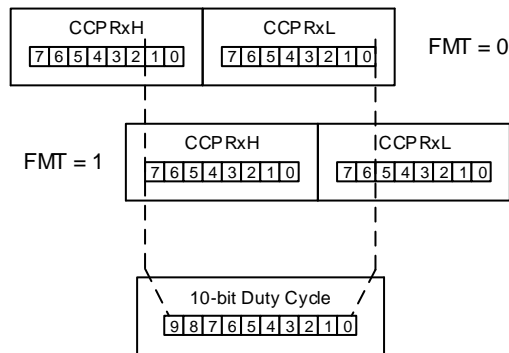 CCPRxH CCPRxL
7 6 5 4 3 2 1 0 7 6 5 4 3 2 1 0 FMT = 0
CCPRxH CCPRxL
FMT = 1 7 6 5 4 3 2 1 0 7 6 5 4 3 2 1 0
10-bit Duty Cycle
9 8 7 6 5 4 3 2 1 0